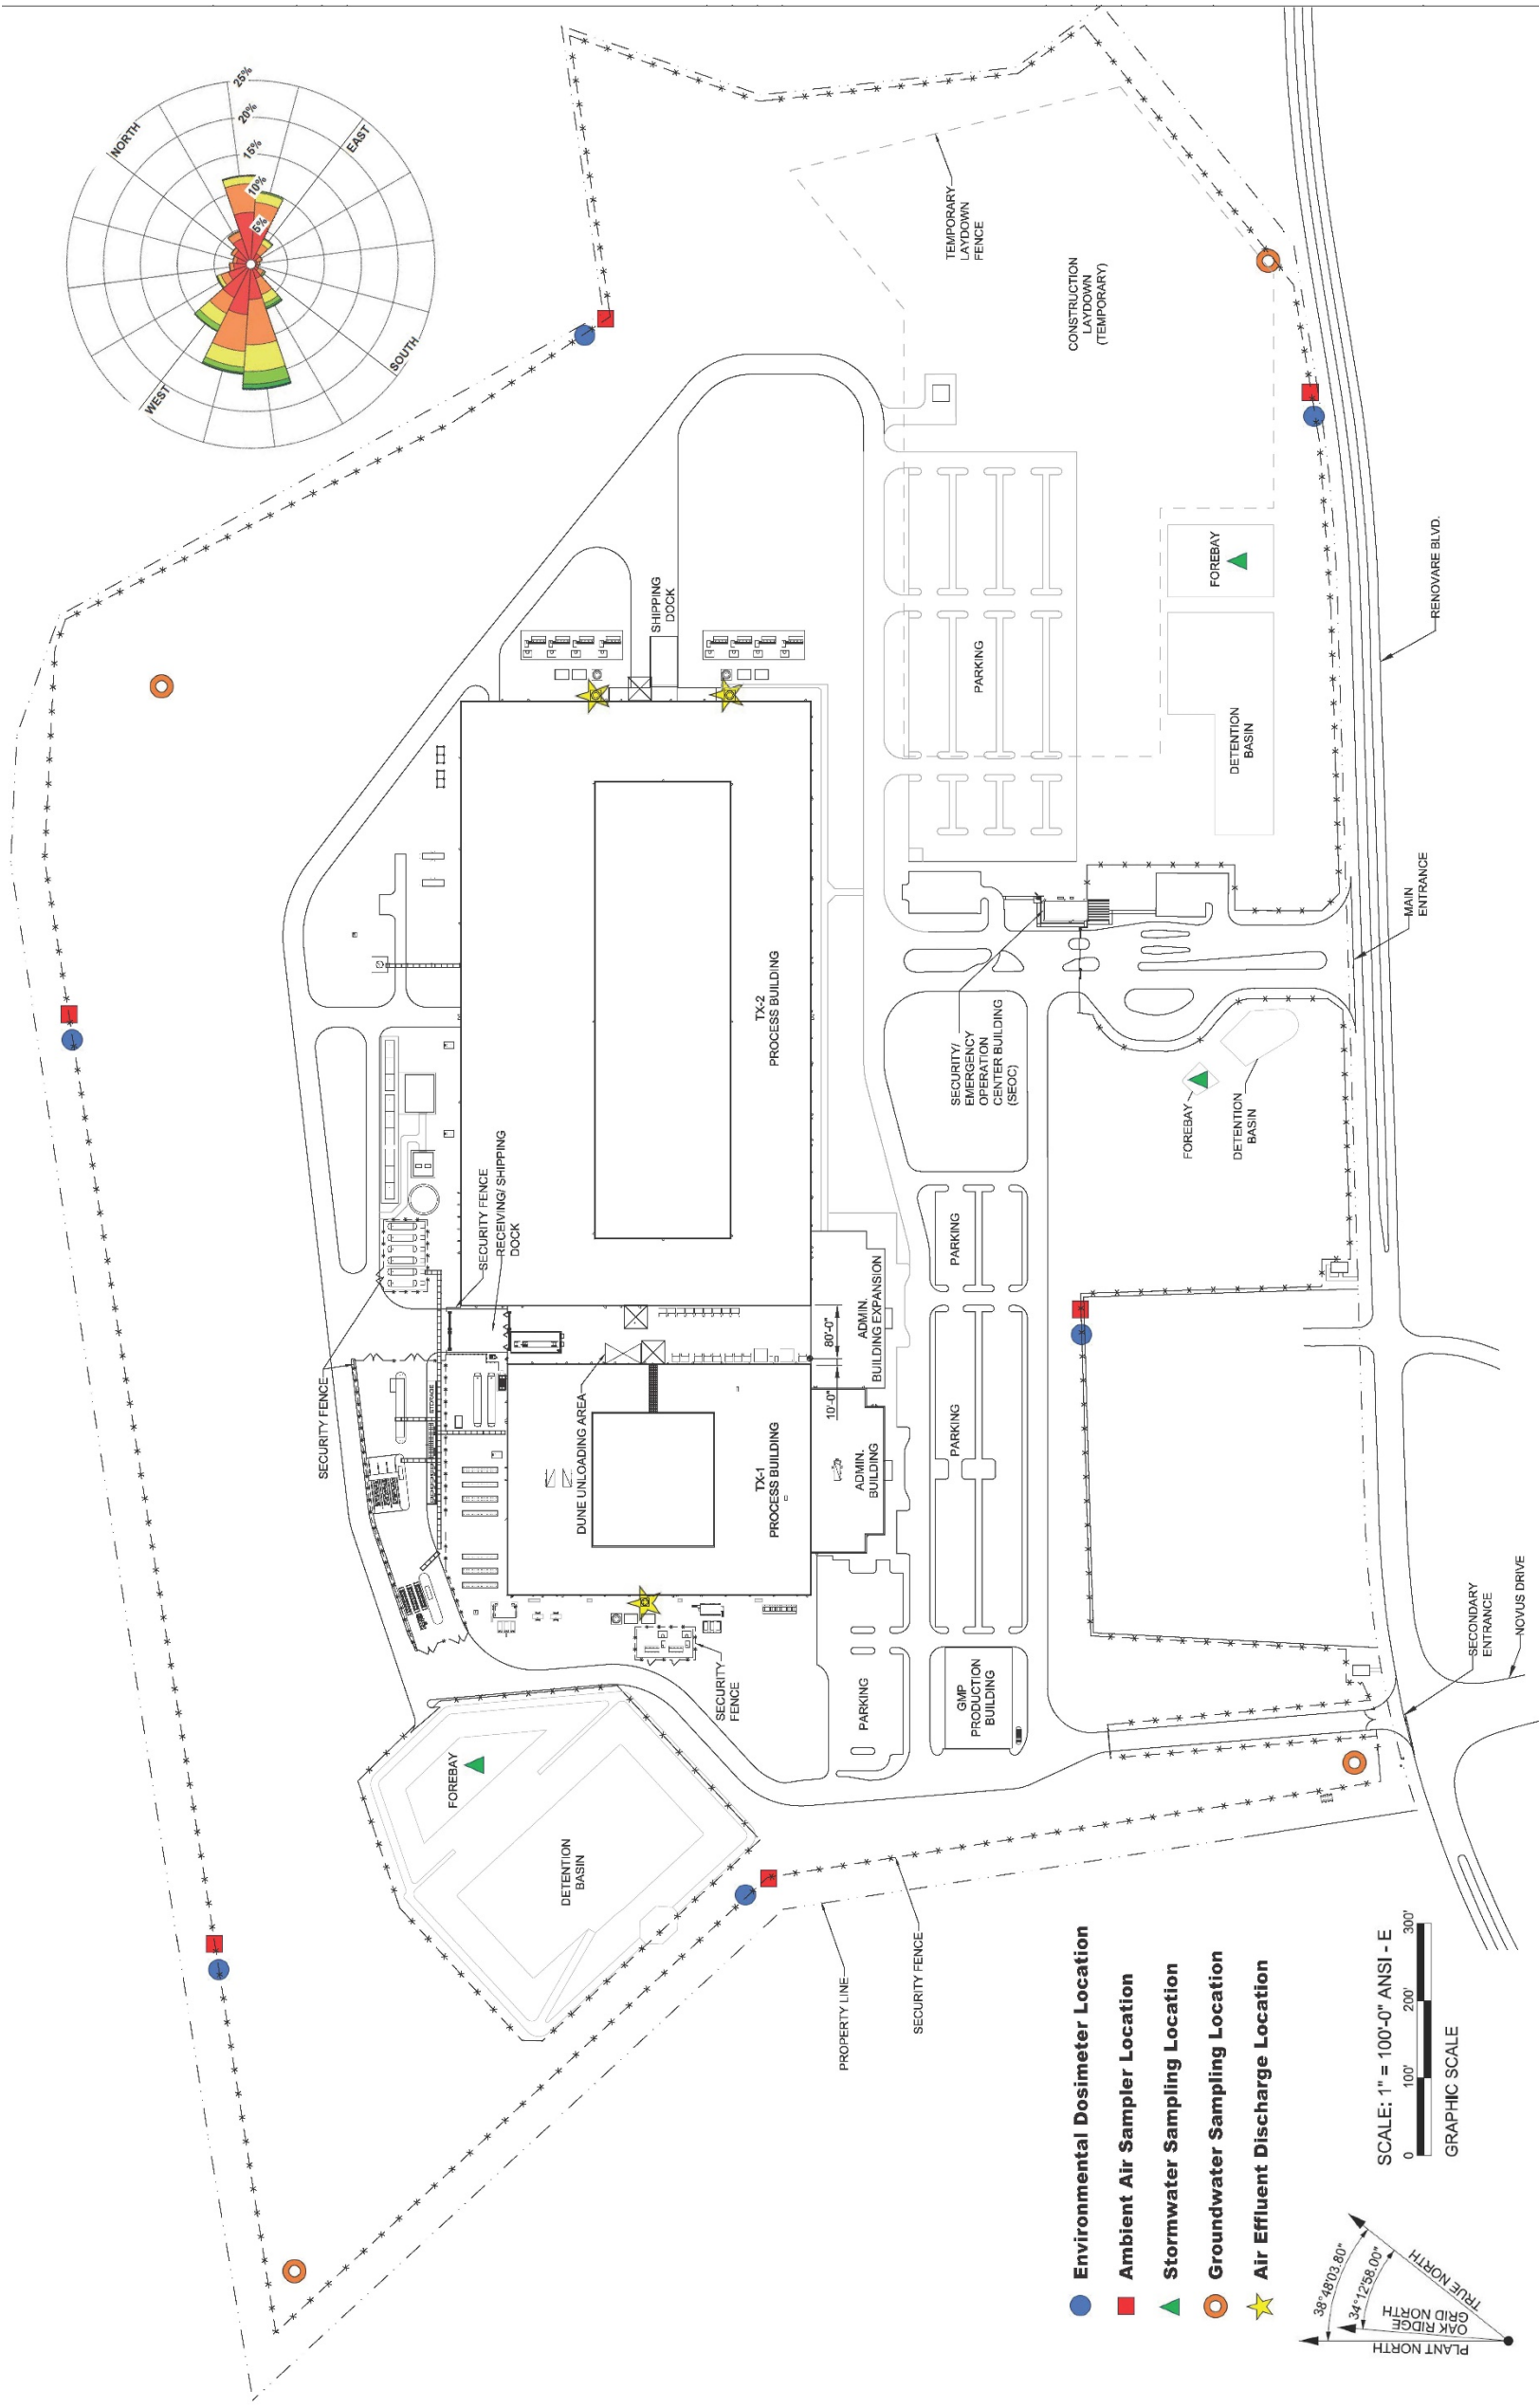 25%
20%
15%
10%
5%
NORTH
EAST
SOUTH
WEST
TEMPORARY
LAYDOWN
FENCE
CONSTRUCTION
LAYDOWN
(TEMPORARY)
SHIPPING
DOCK
PARKING
FOREBAY
DETENTION
BASIN
RENOVARE BLVD.
MAIN
ENTRANCE
TX-2
PROCESS BUILDING
SECURITY/
EMERGENCY
OPERATION
CENTER BUILDING
(SEOC)
FOREBAY
DETENTION
BASIN
SECURITY FENCE
RECEIVING/ SHIPPING
DOCK
SECURITY FENCE
STORAGE
DUNE UNLOADING AREA
80'-0"
10'-0"
ADMIN.
BUILDING EXPANSION
PARKING
PARKING
TX-1
PROCESS BUILDING
ADMIN.
BUILDING
SECURITY
FENCE
PARKING
GMP
PRODUCTION
BUILDING
SECONDARY
ENTRANCE
NOVUS DRIVE
FOREBAY
DETENTION
BASIN
PROPERTY LINE
SECURITY FENCE
Environmental Dosimeter Location
Ambient Air Sampler Location
Stormwater Sampling Location
Groundwater Sampling Location
Air Effluent Discharge Location
SCALE: 1" = 100'-0" ANSI - E
0 100' 200' 300'
GRAPHIC SCALE
38°48'03.80"
34°12'58.00"
PLANT NORTH
OAK RIDGE
GRID NORTH
TRUE NORTH